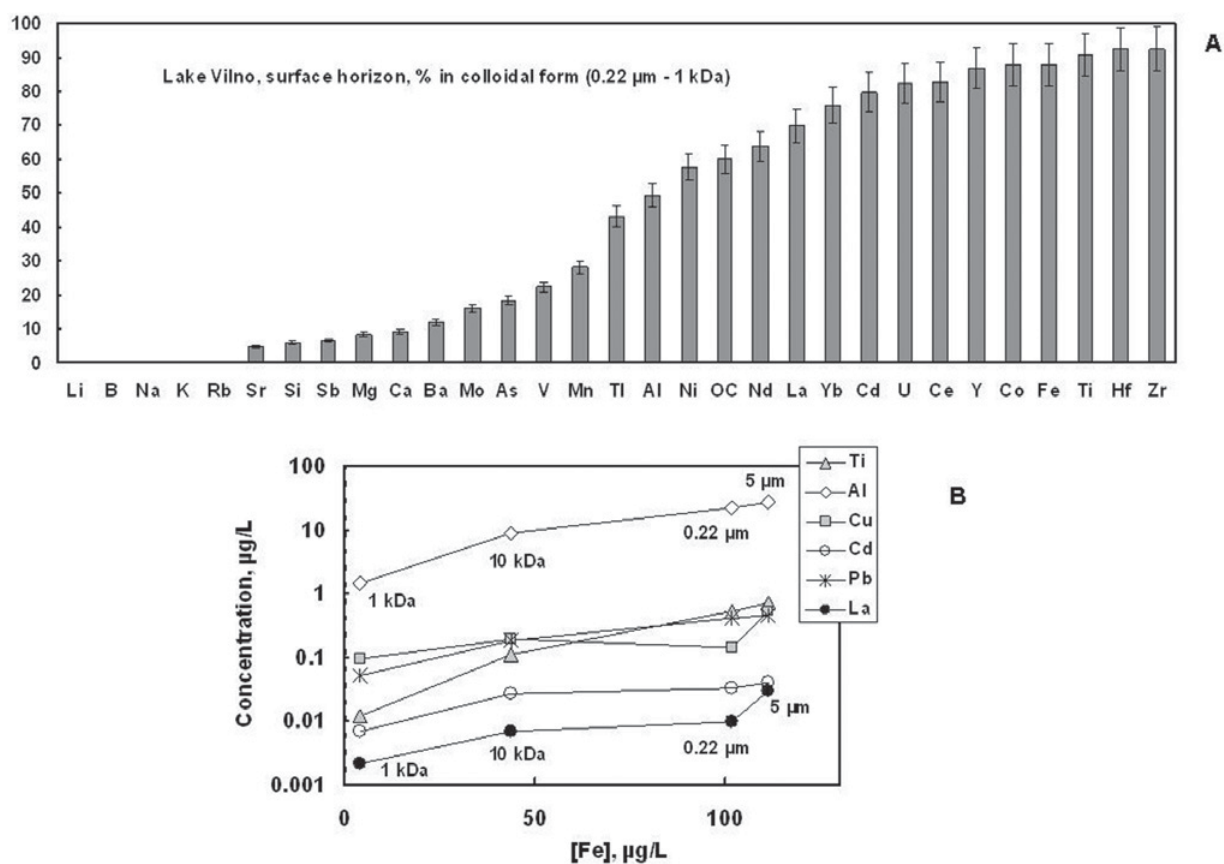 100
90
80
70
60
50
40
30
20
10
0
A
Lake Vilno, surface horizon, % in colloidal form (0.22 µm - 1 kDa)
Li B Na K Rb Sr Si Sb Mg Ca Ba Mo As V Mn Tl Al Ni OC Nd La Yb Cd U Ce Y Co Fe Ti Hf Zr
100
10
1
0.1
0.01
0.001
Concentration, µg/L
5 µm
0.22 µm
10 kDa
1 kDa
5 µm
0.22 µm
10 kDa
1 kDa
Ti
Al
Cu
Cd
Pb
La
B
0 50 100
[Fe], µg/L